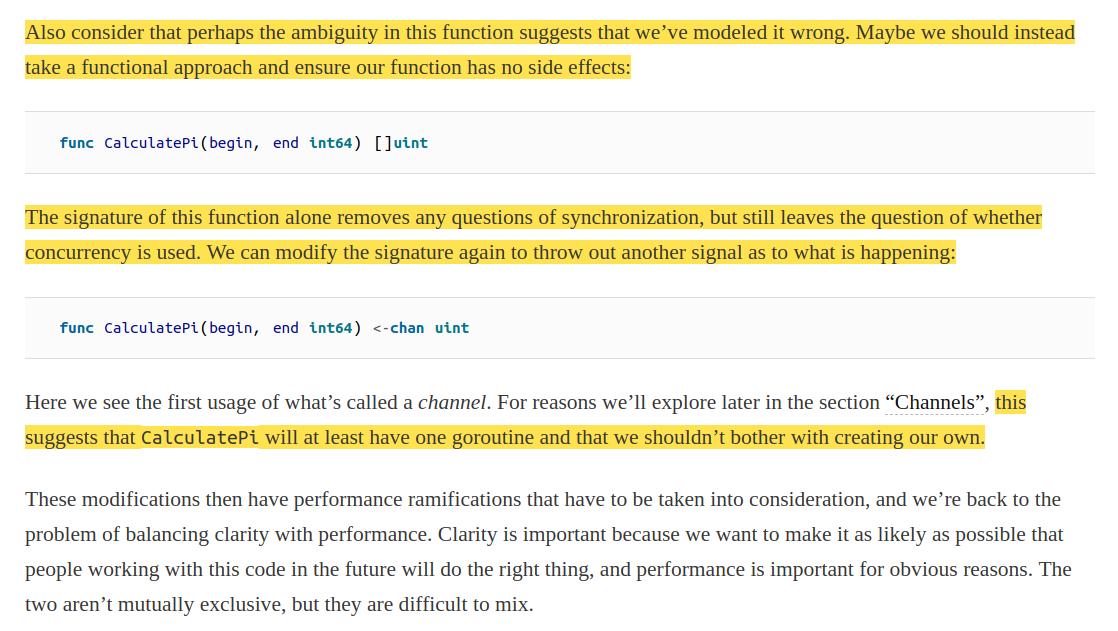 Also consider that perhaps the ambiguity in this function suggests that we’ve modeled it wrong. Maybe we should instead
take a functional approach and ensure our function has no side effects:
func CalculatePi(begin, end int64) []uint
The signature of this function alone removes any questions of synchronization, but still leaves the question of whether
concurrency is used. We can modify the signature again to throw out another signal as to what is happening:
func CalculatePi(begin, end int64) <-chan uint
Here we see the first usage of what’s called a channel. For reasons we’ll explore later in the section “Channels”, this
suggests that CalculatePi will at least have one goroutine and that we shouldn’t bother with creating our own.
These modifications then have performance ramifications that have to be taken into consideration, and we’re back to the
problem of balancing clarity with performance. Clarity is important because we want to make it as likely as possible that
people working with this code in the future will do the right thing, and performance is important for obvious reasons. The
two aren’t mutually exclusive, but they are difficult to mix.